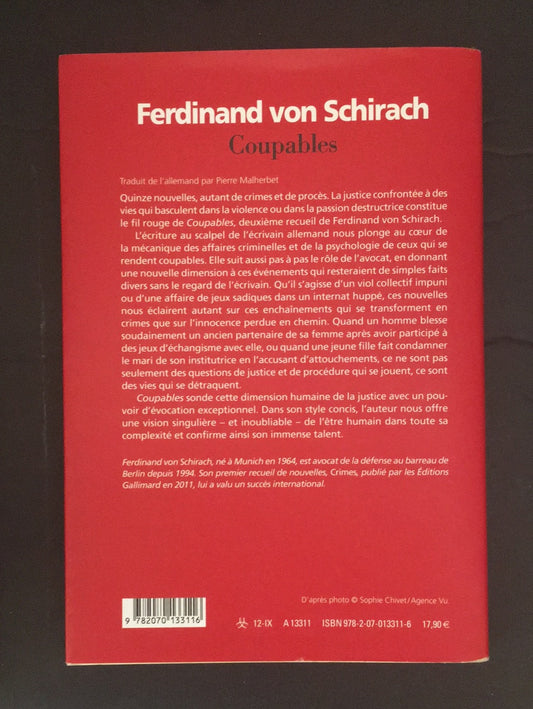 Ferdinand von Schirach
Coupables
Traduit de l'allemand par Pierre Malherbet
Quinze nouvelles, autant de crimes et de procès. La justice confrontée à des
vies qui basculent dans la violence ou dans la passion destructrice constitue
le fil rouge de Coupables, deuxième recueil de Ferdinand von Schirach.
L'écriture au scalpel de l'écrivain allemand nous plonge au cœur de
la mécanique des affaires criminelles et de la psychologie de ceux qui se
rendent coupables. Elle suit aussi pas à pas le rôle de l'avocat, en donnant
une nouvelle dimension à ces événements qui resteraient de simples faits
divers sans le regard de l'écrivain. Qu'il s'agisse d'un viol collectif impuni
ou d'une affaire de jeux sadiques dans un internat huppé, ces nouvelles
nous éclairent autant sur ces enchaînements qui se transforment en
crimes que sur l'innocence perdue en chemin. Quand un homme blesse
soudainement un ancien partenaire de sa femme après avoir participé à
des jeux d'échangisme avec elle, ou quand une jeune fille fait condamner
le mari de son institutrice en l'accusant d'attouchements, ce ne sont pas
seulement des questions de justice et de procédure qui se jouent, ce sont
des vies qui se détraquent.
Coupables sonde cette dimension humaine de la justice avec un pou-
voir d'évocation exceptionnel. Dans son style concis, l'auteur nous offre
une vision singulière – et inoubliable – de l'être humain dans toute sa
complexité et confirme ainsi son immense talent.
Ferdinand von Schirach, né à Munich en 1964, est avocat de la défense au barreau de
Berlin depuis 1994. Son premier recueil de nouvelles, Crimes, publié par les Éditions
Gallimard en 2011, lui a valu un succès international.
D'après photo © Sophie Chivet/Agence Vu
9 782070 133116
12-IX A 13311 ISBN 978-2-07-013311-6 17,90 €